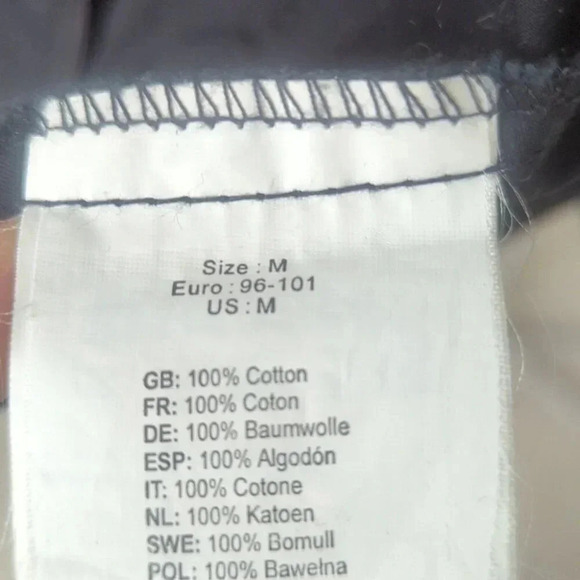 Size : M
Euro : 96-101
US : M
GB: 100% Cotton
FR: 100% Coton
DE: 100% Baumwolle
ESP: 100% Algodón
IT: 100% Cotone
NL: 100% Katoen
SWE: 100% Bomull
POL: 100% Bawełna